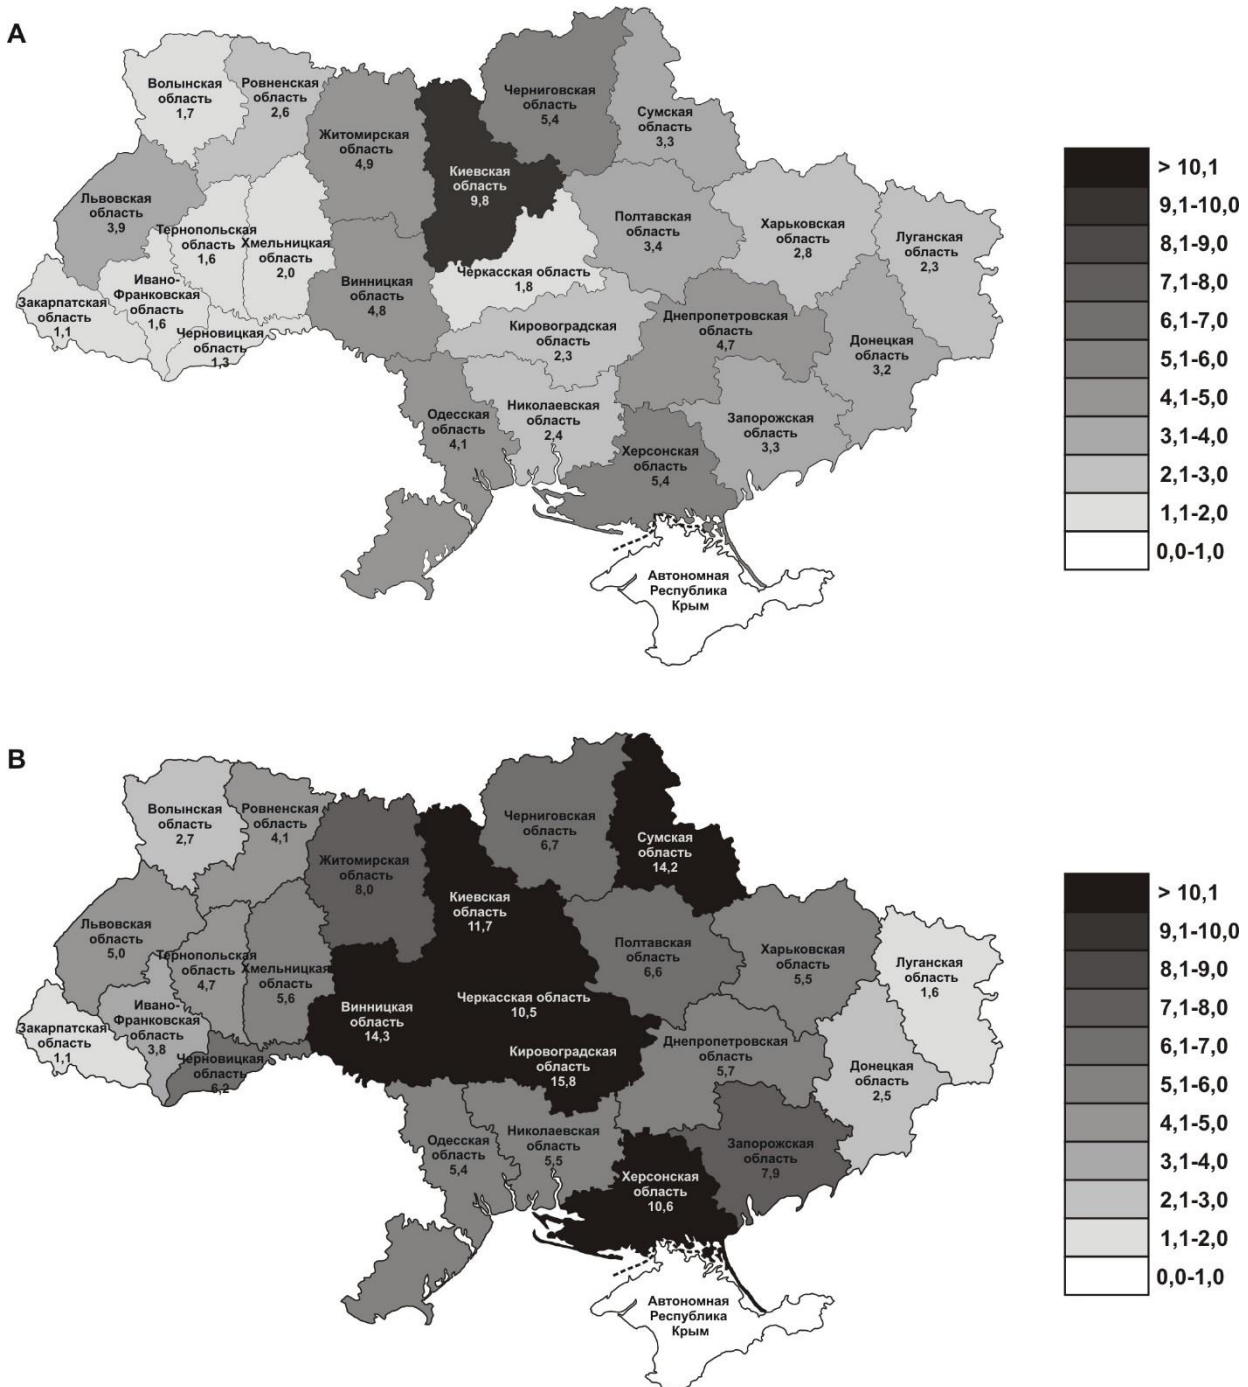 A
Волынская
область
1,7
Ровненская
область
2,6
Житомирская
область
4,9
Киевская
область
9,8
Черниговская
область
5,4
Сумская
область
3,3
Львовская
область
3,9
Тернопольская
область
1,6
Хмельницкая
область
2,0
Винницкая
область
4,8
Черкасская область
1,8
Полтавская
область
3,4
Харьковская
область
2,8
Луганская
область
2,3
Закарпатская
область
1,1
Ивано-
Франковская
область
1,6
Черновицкая
область
1,3
Кировоградская
область
2,3
Днепропетровская
область
4,7
Донецкая
область
3,2
Одесская
область
4,1
Николаевская
область
2,4
Херсонская
область
5,4
Запорожская
область
3,3
Автономная
Республика
Крым
> 10,1
9,1-10,0
8,1-9,0
7,1-8,0
6,1-7,0
5,1-6,0
4,1-5,0
3,1-4,0
2,1-3,0
1,1-2,0
0,0-1,0
B
Волынская
область
2,7
Ровненская
область
4,1
Житомирская
область
8,0
Киевская
область
11,7
Черниговская
область
6,7
Сумская
область
14,2
Львовская
область
5,0
Тернопольская
область
4,7
Хмельницкая
область
5,6
Винницкая
область
14,3
Черкасская область
10,5
Полтавская
область
6,6
Харьковская
область
5,5
Луганская
область
1,6
Закарпатская
область
1,1
Ивано-
Франковская
область
3,8
Черновицкая
область
6,2
Кировоградская
область
15,8
Днепропетровская
область
5,7
Донецкая
область
2,5
Одесская
область
5,4
Николаевская
область
5,5
Херсонская
область
10,6
Запорожская
область
7,9
Автономная
Республика
Крым
> 10,1
9,1-10,0
8,1-9,0
7,1-8,0
6,1-7,0
5,1-6,0
4,1-5,0
3,1-4,0
2,1-3,0
1,1-2,0
0,0-1,0